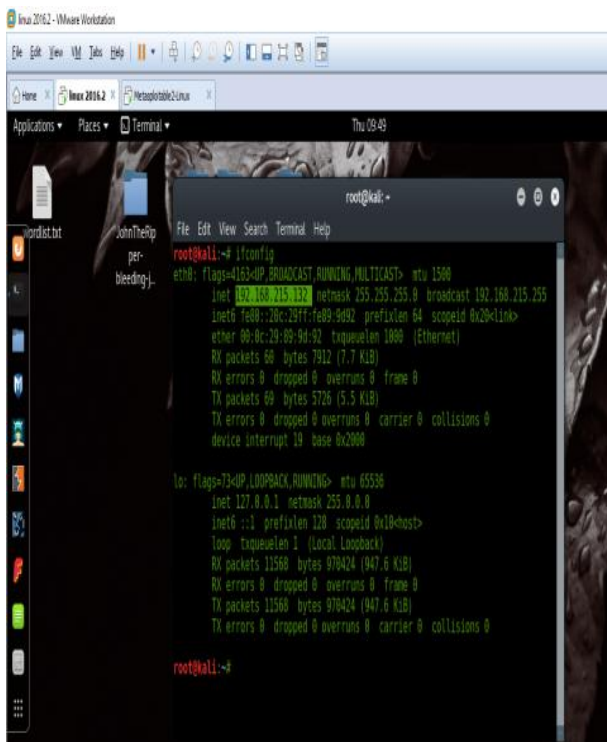 linux 2016.2 - VMware Workstation
File Edit View VM Tabs Help
Home linux 2016.2 Metasploitable2-Linux
Applications Places Terminal Thu 09:49
wordlist.txt
JohnTheRip
per-
bleeding-j...
root@kali: ~
File Edit View Search Terminal Help
root@kali:~# ifconfig
eth0: flags=4163<UP,BROADCAST,RUNNING,MULTICAST> mtu 1500
inet 192.168.215.132 netmask 255.255.255.0 broadcast 192.168.215.255
inet6 fe80::20c:29ff:fe89:9d92 prefixlen 64 scopeid 0x20<link>
ether 00:0c:29:89:9d:92 txqueuelen 1000 (Ethernet)
RX packets 60 bytes 7912 (7.7 KiB)
RX errors 0 dropped 0 overruns 0 frame 0
TX packets 69 bytes 5726 (5.5 KiB)
TX errors 0 dropped 0 overruns 0 carrier 0 collisions 0
device interrupt 19 base 0x2000
lo: flags=73<UP,LOOPBACK,RUNNING> mtu 65536
inet 127.0.0.1 netmask 255.0.0.0
inet6 ::1 prefixlen 128 scopeid 0x10<host>
loop txqueuelen 1 (Local Loopback)
RX packets 11568 bytes 970424 (947.6 KiB)
RX errors 0 dropped 0 overruns 0 frame 0
TX packets 11568 bytes 970424 (947.6 KiB)
TX errors 0 dropped 0 overruns 0 carrier 0 collisions 0
root@kali:~#